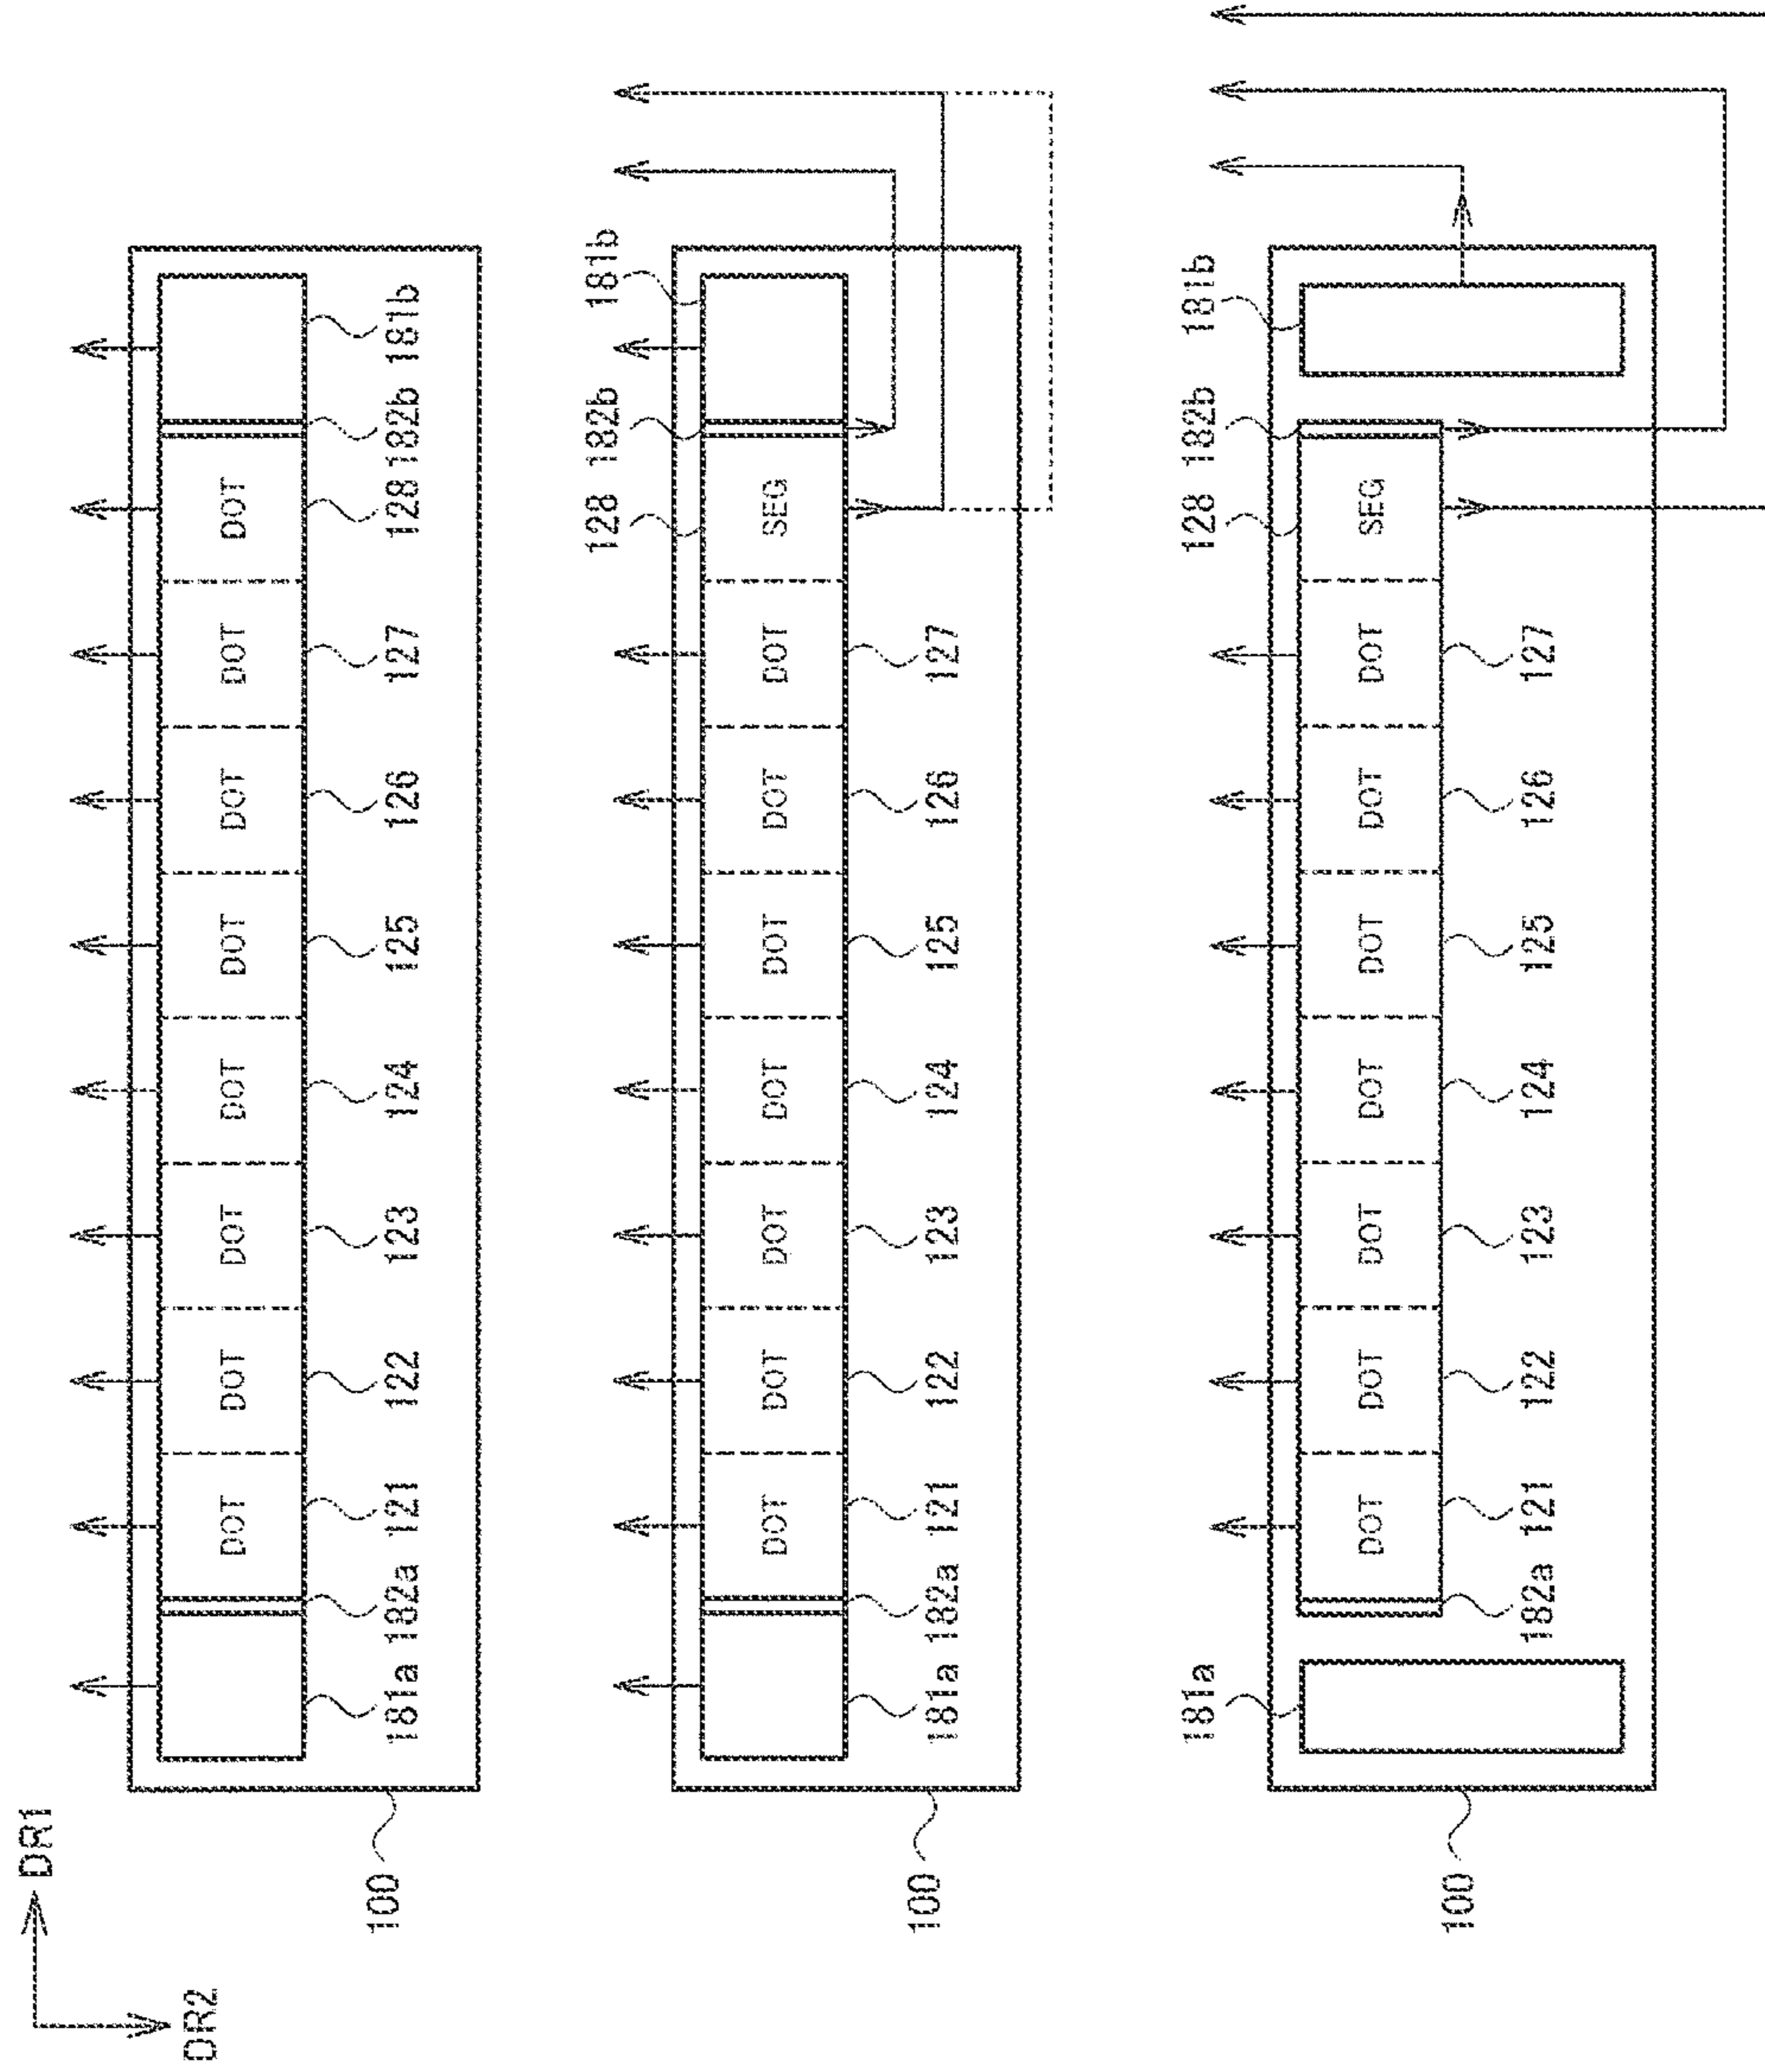 DR1
DR2
DOT DOT DOT DOT DOT DOT DOT DOT
100 181a 182a 121 122 123 124 125 126 127 128 182b 181b
128 182b 181b
DOT DOT DOT DOT DOT DOT DOT SEG
100 181a 182a 121 122 123 124 125 126 127
181a 128 182b 181b
DOT DOT DOT DOT DOT DOT DOT SEG
100 182a 121 122 123 124 125 126 127